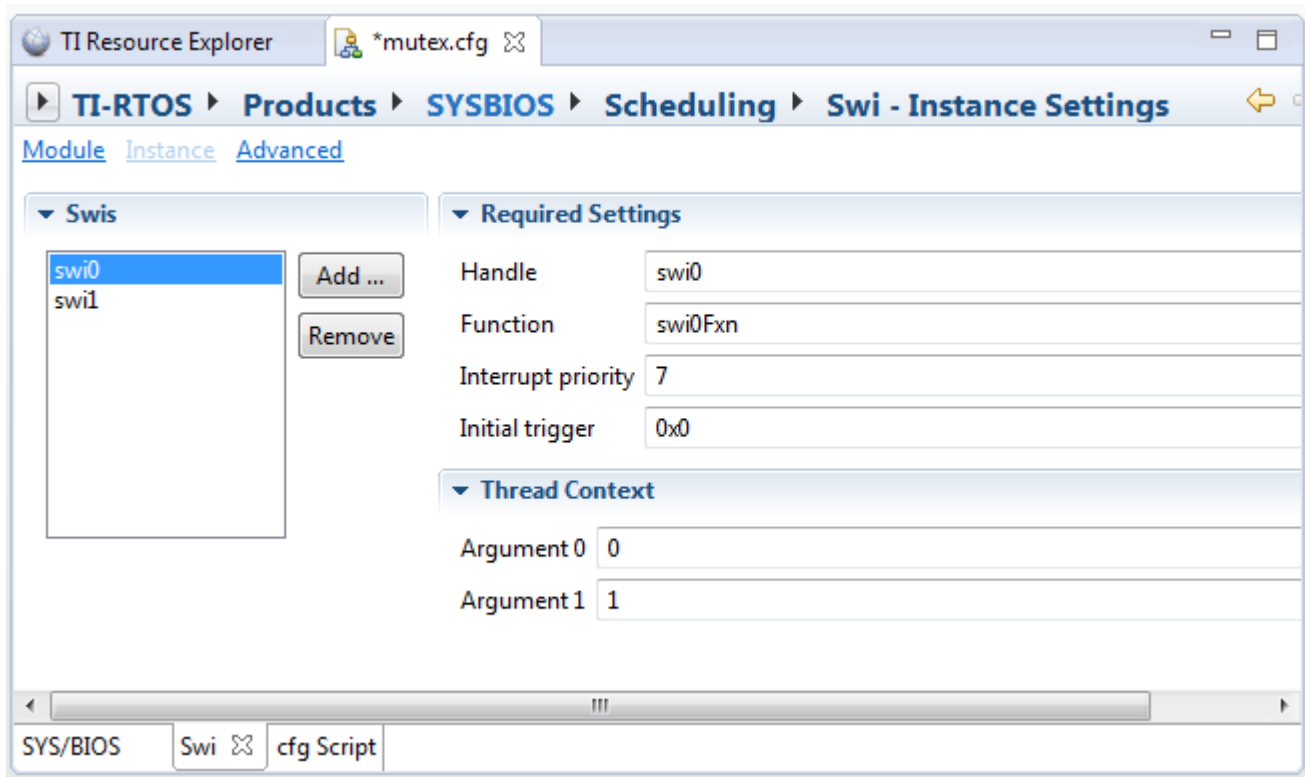 TI Resource Explorer
*mutex.cfg
TI-RTOS Products SYSBIOS Scheduling Swi - Instance Settings
Module Instance Advanced
Swis
swi0
swi1
Add ...
Remove
Required Settings
Handle swi0
Function swi0Fxn
Interrupt priority 7
Initial trigger 0x0
Thread Context
Argument 0 0
Argument 1 1
SYS/BIOS Swi cfg Script